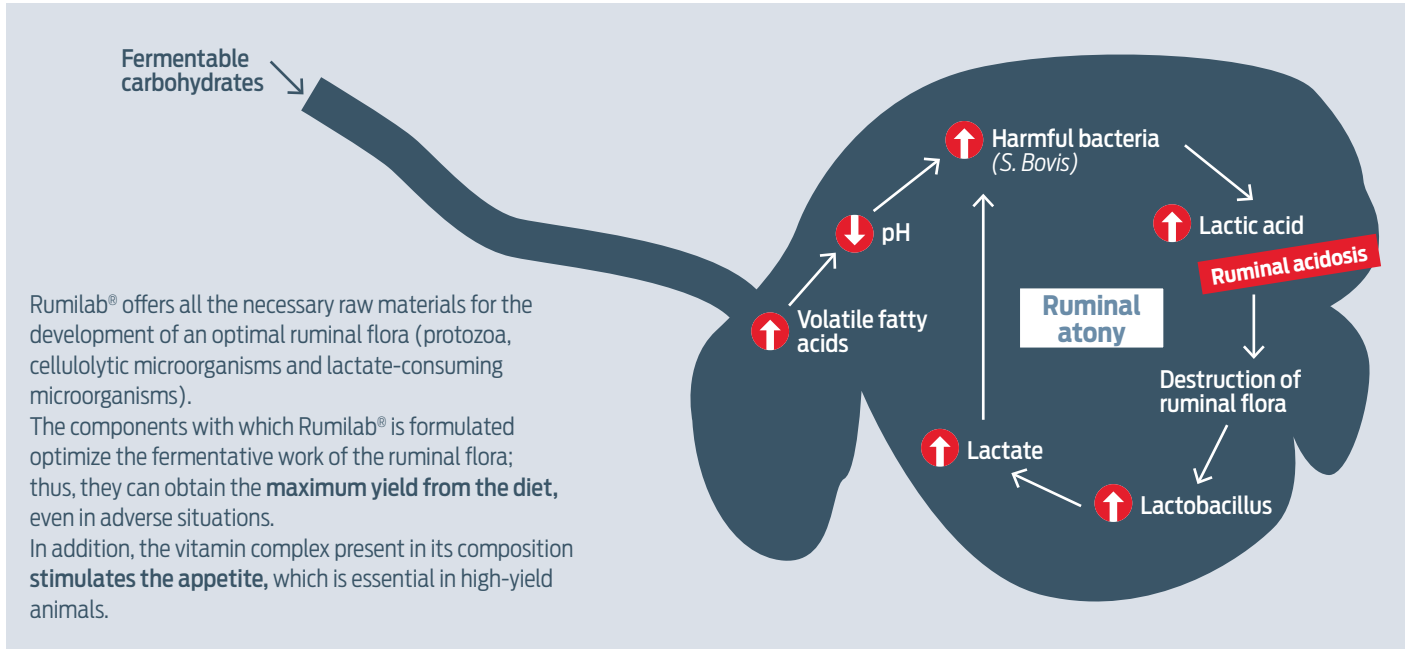 Fermentable
carbohydrates
Harmful bacteria
(S. Bovis)
pH
Lactic acid
Ruminal acidosis
Volatile fatty
acids
Ruminal
atony
Destruction of
ruminal flora
Lactate
Lactobacillus
Rumilab® offers all the necessary raw materials for the
development of an optimal ruminal flora (protozoa,
cellulolytic microorganisms and lactate-consuming
microorganisms).
The components with which Rumilab® is formulated
optimize the fermentative work of the ruminal flora;
thus, they can obtain the maximum yield from the diet,
even in adverse situations.
In addition, the vitamin complex present in its composition
stimulates the appetite, which is essential in high-yield
animals.